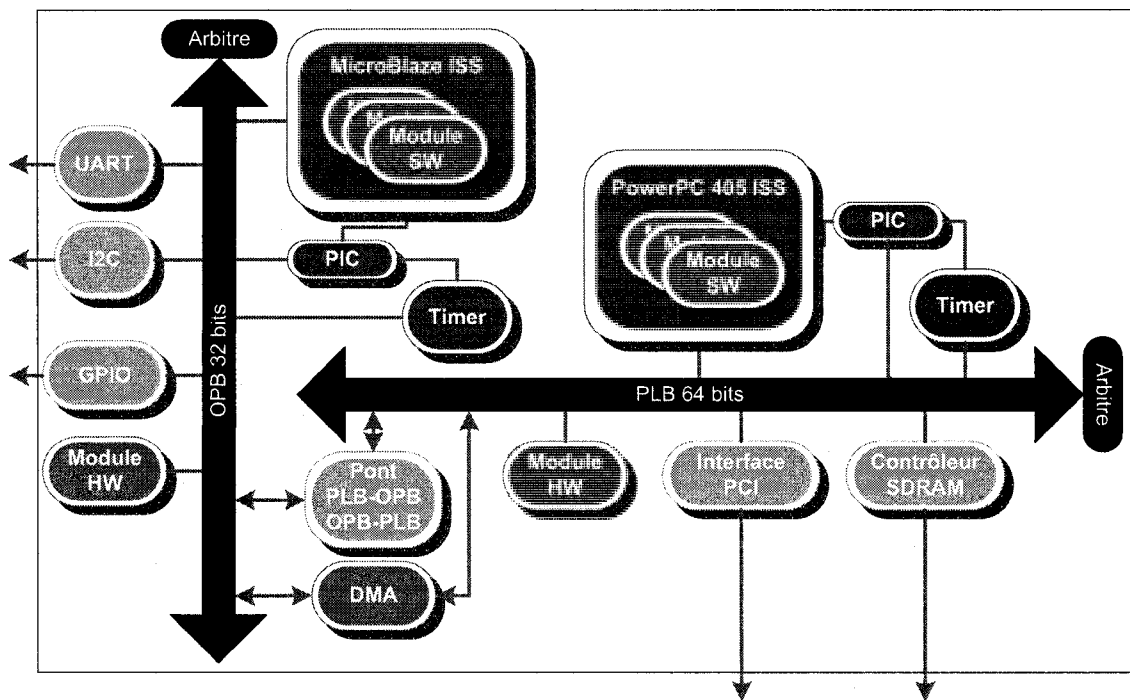 Arbitre
MicroBlaze ISS
Module
SW
UART
PowerPC 405 ISS
Module
SW
PIC
I2C
PIC
Timer
Timer
OPB 32 bits
GPIO
PLB 64 bits
Arbitre
Module
HW
Pont
PLB-OPB
OPB-PLB
Module
HW
Interface
PCI
Contrôleur
SDRAM
DMA